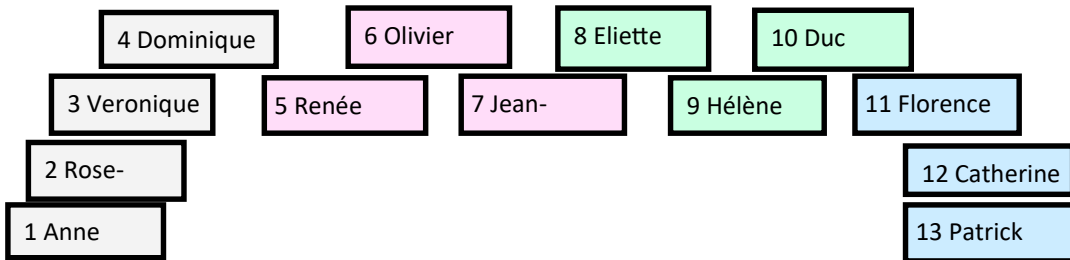 4 Dominique
6 Olivier
8 Eliette
10 Duc
3 Veronique
5 Renée
7 Jean-
9 Hélène
11 Florence
2 Rose-
12 Catherine
1 Anne
13 Patrick